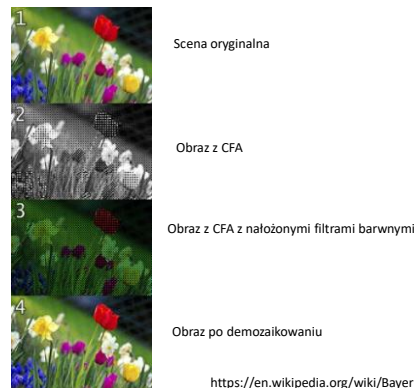 1
Scena oryginalna
2
Obraz z CFA
3
Obraz z CFA z nałożonymi filtrami barwnymi
4
Obraz po demozaikowaniu
https://en.wikipedia.org/wiki/Bayer